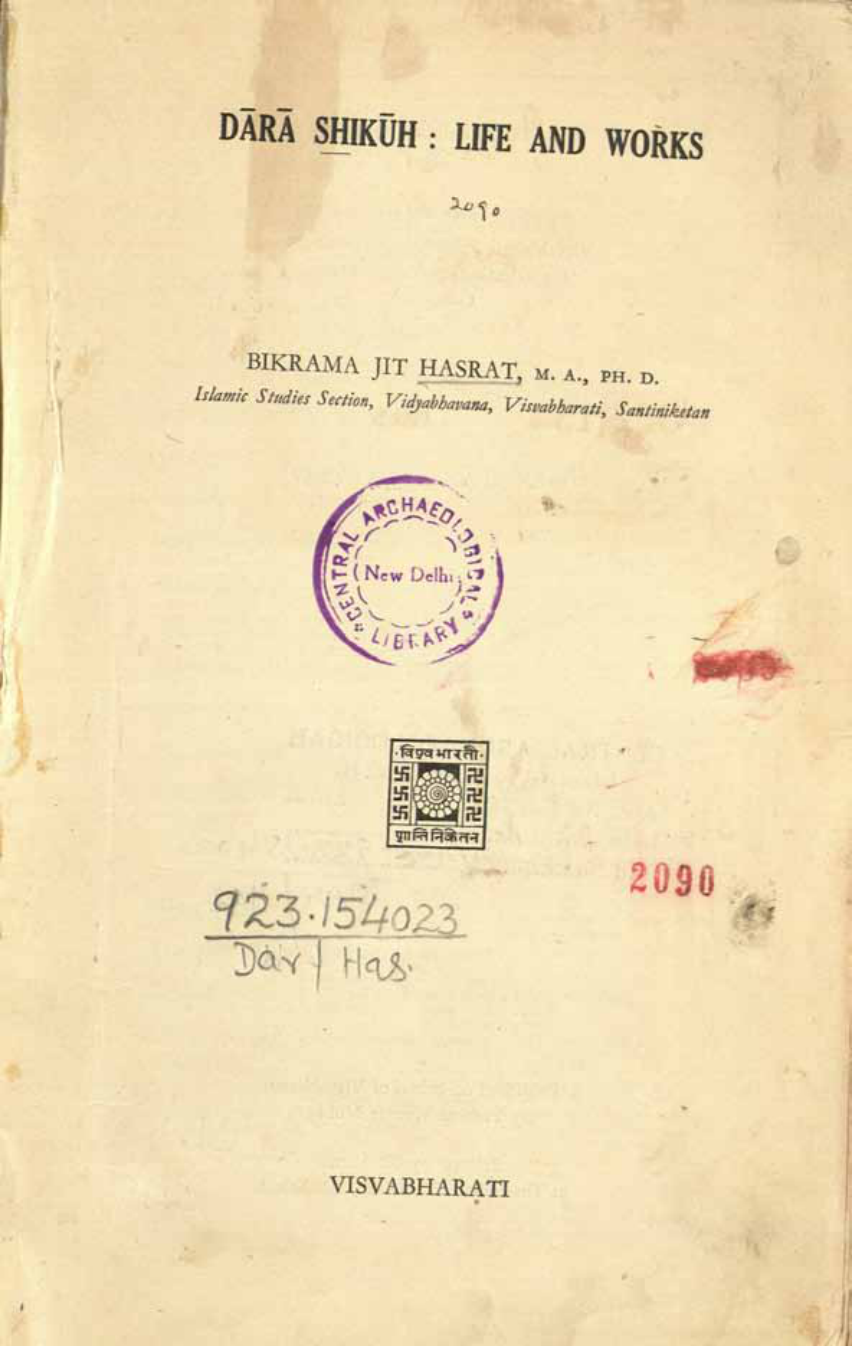 DĀRĀ SHIKŪH : LIFE AND WORKS
2090
BIKRAMA JIT HASRAT, M. A., PH. D.
Islamic Studies Section, Vidyabhavana, Visvabharati, Santiniketan
CENTRAL ARCHAEOLOGICAL
New Delhi
LIBRARY
विश्वभारती
शान्तिनिकेतन
2090
923.154023
Dar / Has.
VISVABHARATI